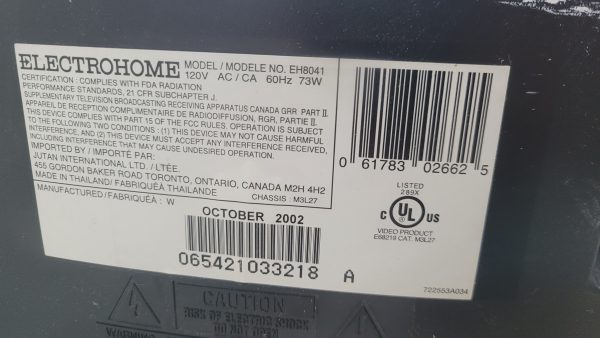 ELECTROHOME MODEL / MODELE NO. EH8041
120V AC / CA 60Hz 73W
CERTIFICATION : COMPLIES WITH FDA RADIATION
PERFORMANCE STANDARDS, 21 CFR SUBCHAPTER J.
SUPPLEMENTARY TELEVISION BROADCASTING RECEIVING APPARATUS CANADA GRR PART II.
APPAREIL DE RECEPTION COMPLIMENTAIRE DE RADIODIFFUSION, RGR, PARTIE II.
THIS DEVICE COMPLIES WITH PART 15 OF THE FCC RULES. OPERATION IS SUBJECT
TO THE FOLLOWING TWO CONDITIONS : (1) THIS DEVICE MAY NOT CAUSE HARMFUL
INTERFERENCE, AND (2) THIS DEVICE MUST ACCEPT ANY INTERFERENCE RECEIVED,
INCLUDING INTERFERENCE THAT MAY CAUSE UNDESIRED OPERATION.
IMPORTED BY / IMPORTÉ PAR:
JUTAN INTERNATIONAL LTD. / LTÉE.
455 GORDON BAKER ROAD TORONTO, ONTARIO, CANADA M2H 4H2
MADE IN THAILAND / FABRIQUÉA THAILANDE CHASSIS : M3L27
MANUFACTURED / FABRIQUÉA : W
OCTOBER 2002
065421033218 A
0 61783 02662 5
LISTED
289X
C UL US
VIDEO PRODUCT
E68219 CAT. M3L27
722553A034
WARNING
CAUTION
RISK OF ELECTRIC SHOCK
DO NOT OPEN